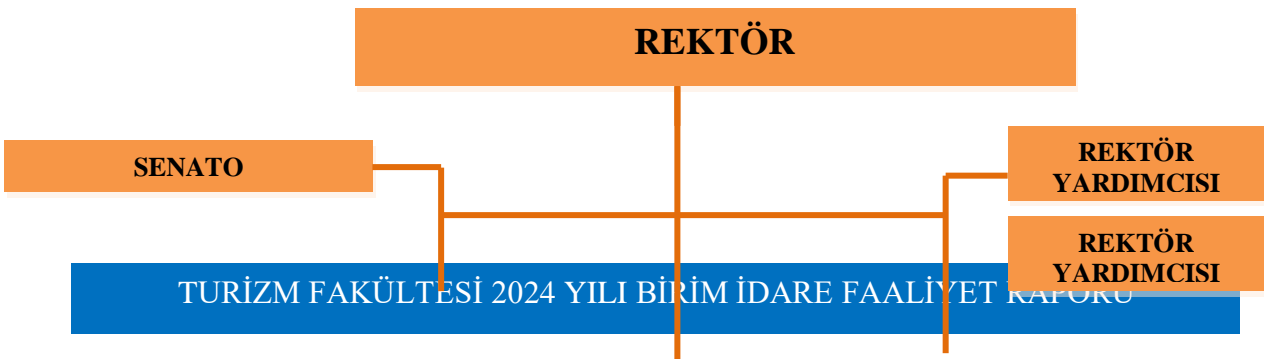 REKTÖR
SENATO
REKTÖR
YARDIMCISI
REKTÖR
YARDIMCISI
TURİZM FAKÜLTESİ 2024 YILI BİRİM İDARE FAALİYET RAPORU